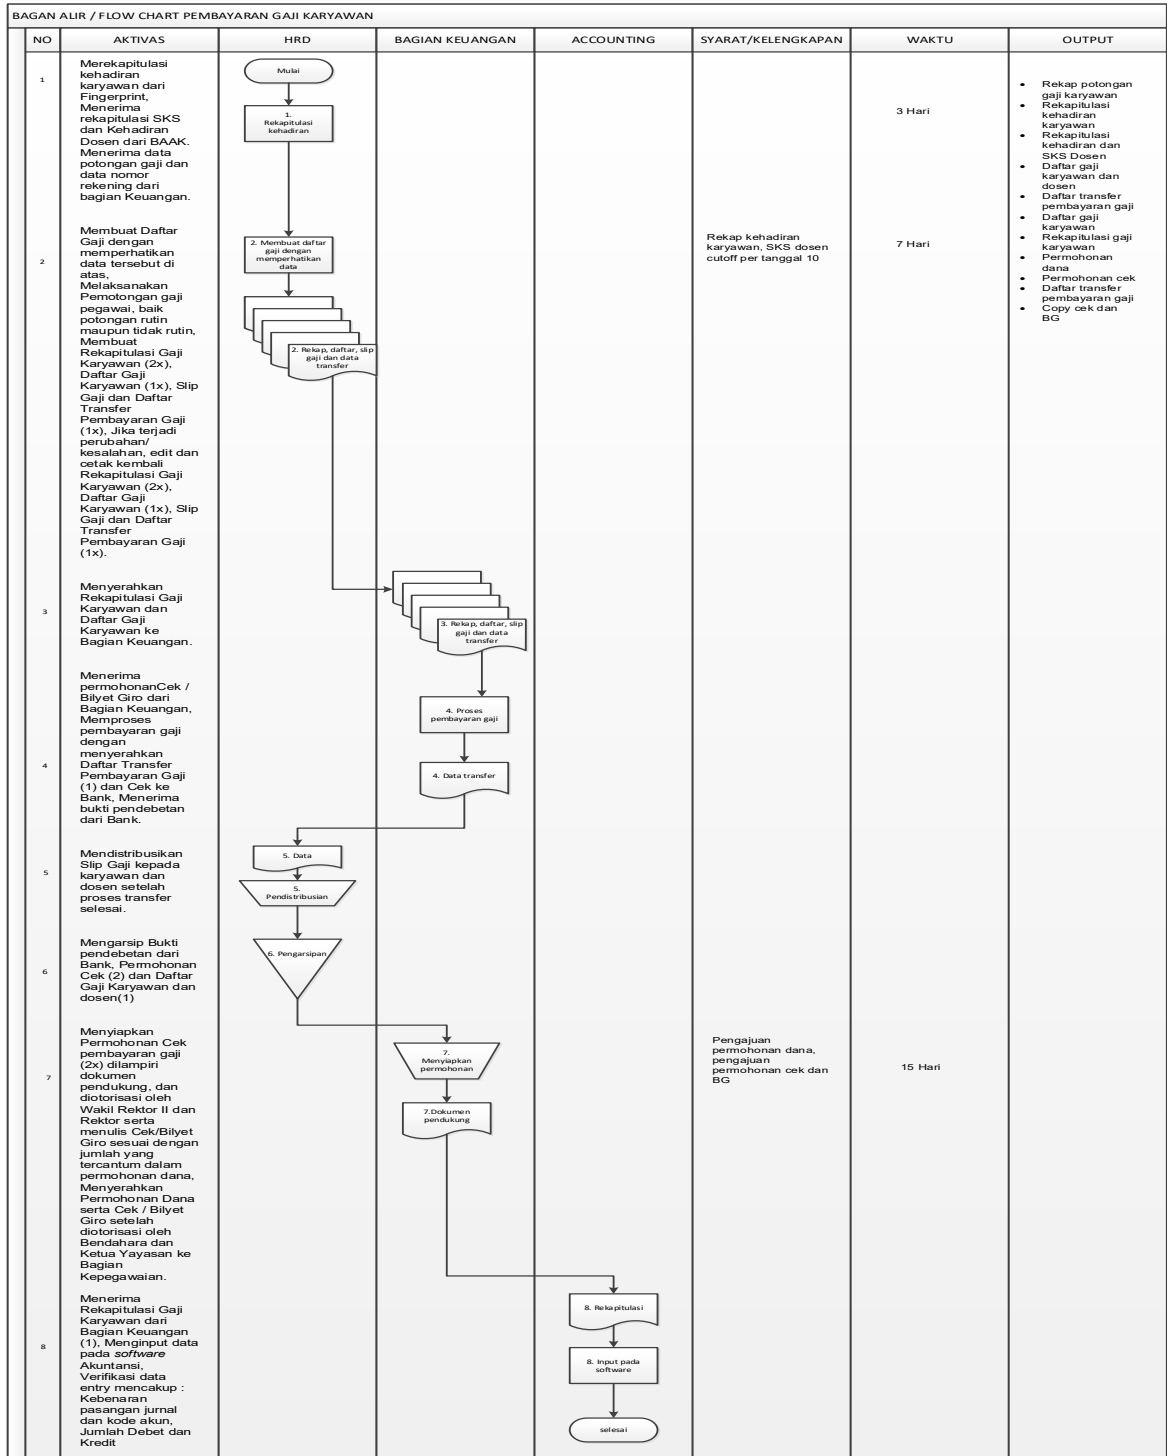 BAGAN ALIR / FLOW CHART PEMBAYARAN GAJI KARYAWAN
NO
AKTIVAS
HRD
BAGIAN KEUANGAN
ACCOUNTING
SYARAT/KELENGKAPAN
WAKTU
OUTPUT
1
Merekapitulasi
kehadiran
karyawan dari
Fingerprint,
Menerima
rekapitulasi SKS
dan Kehadiran
Dosen dari BAAK.
Menerima data
potongan gaji dan
data nomor
rekening dari
bagian Keuangan.
Mulai
1.
Rekapitulasi
kehadiran
3 Hari
• Rekap potongan
gaji karyawan
• Rekapitulasi
kehadiran
karyawan
• Rekapitulasi
kehadiran dan
SKS Dosen
• Daftar gaji
karyawan dan
dosen
• Daftar transfer
pembayaran gaji
• Daftar gaji
karyawan
• Rekapitulasi gaji
karyawan
• Permohonan
dana
• Permohonan cek
• Daftar transfer
pembayaran gaji
• Copy cek dan
BG
2
Membuat Daftar
Gaji dengan
memperhatikan
data tersebut di
atas,
Melaksanakan
Pemotongan gaji
pegawai, baik
potongan rutin
maupun tidak rutin,
Membuat
Rekapitulasi Gaji
Karyawan (2x),
Daftar Gaji
Karyawan (1x), Slip
Gaji dan Daftar
Transfer
Pembayaran Gaji
(1x), Jika terjadi
perubahan/
kesalahan, edit dan
cetak kembali
Rekapitulasi Gaji
Karyawan (2x),
Daftar Gaji
Karyawan (1x), Slip
Gaji dan Daftar
Transfer
Pembayaran Gaji
(1x).
2. Membuat daftar
gaji dengan
memperhatikan
data
2. Rekap, daftar, slip
gaji dan data
transfer
Rekap kehadiran
karyawan, SKS dosen
cutoff per tanggal 10
7 Hari
3
Menyerahkan
Rekapitulasi Gaji
Karyawan dan
Daftar Gaji
Karyawan ke
Bagian Keuangan.
3. Rekap, daftar, slip
gaji dan data
transfer
4
Menerima
permohonanCek /
Bilyet Giro dari
Bagian Keuangan,
Memproses
pembayaran gaji
dengan
menyerahkan
Daftar Transfer
Pembayaran Gaji
(1) dan Cek ke
Bank, Menerima
bukti pendebetan
dari Bank.
4. Proses
pembayaran gaji
4. Data transfer
5
Mendistribusikan
Slip Gaji kepada
karyawan dan
dosen setelah
proses transfer
selesai.
5. Data
5.
Pendistribusian
6
Mengarsip Bukti
pendebetan dari
Bank, Permohonan
Cek (2) dan Daftar
Gaji Karyawan dan
dosen(1)
6. Pengarsipan
7
Menyiapkan
Permohonan Cek
pembayaran gaji
(2x) dilampiri
dokumen
pendukung, dan
diotorisasi oleh
Wakil Rektor II dan
Rektor serta
menulis Cek/Bilyet
Giro sesuai dengan
jumlah yang
tercantum dalam
permohonan dana,
Menyerahkan
Permohonan Dana
serta Cek / Bilyet
Giro setelah
diotorisasi oleh
Bendahara dan
Ketua Yayasan ke
Bagian
Kepegawaian.
7.
Menyiapkan
permohonan
7.Dokumen
pendukung
Pengajuan
permohonan dana,
pengajuan
permohonan cek dan
BG
15 Hari
8
Menerima
Rekapitulasi Gaji
Karyawan dari
Bagian Keuangan
(1), Menginput data
pada software
Akuntansi,
Verifikasi data
entry mencakup :
Kebenaran
pasangan jurnal
dan kode akun,
Jumlah Debet dan
Kredit
8. Rekapitulasi
8. Input pada
software
selesai